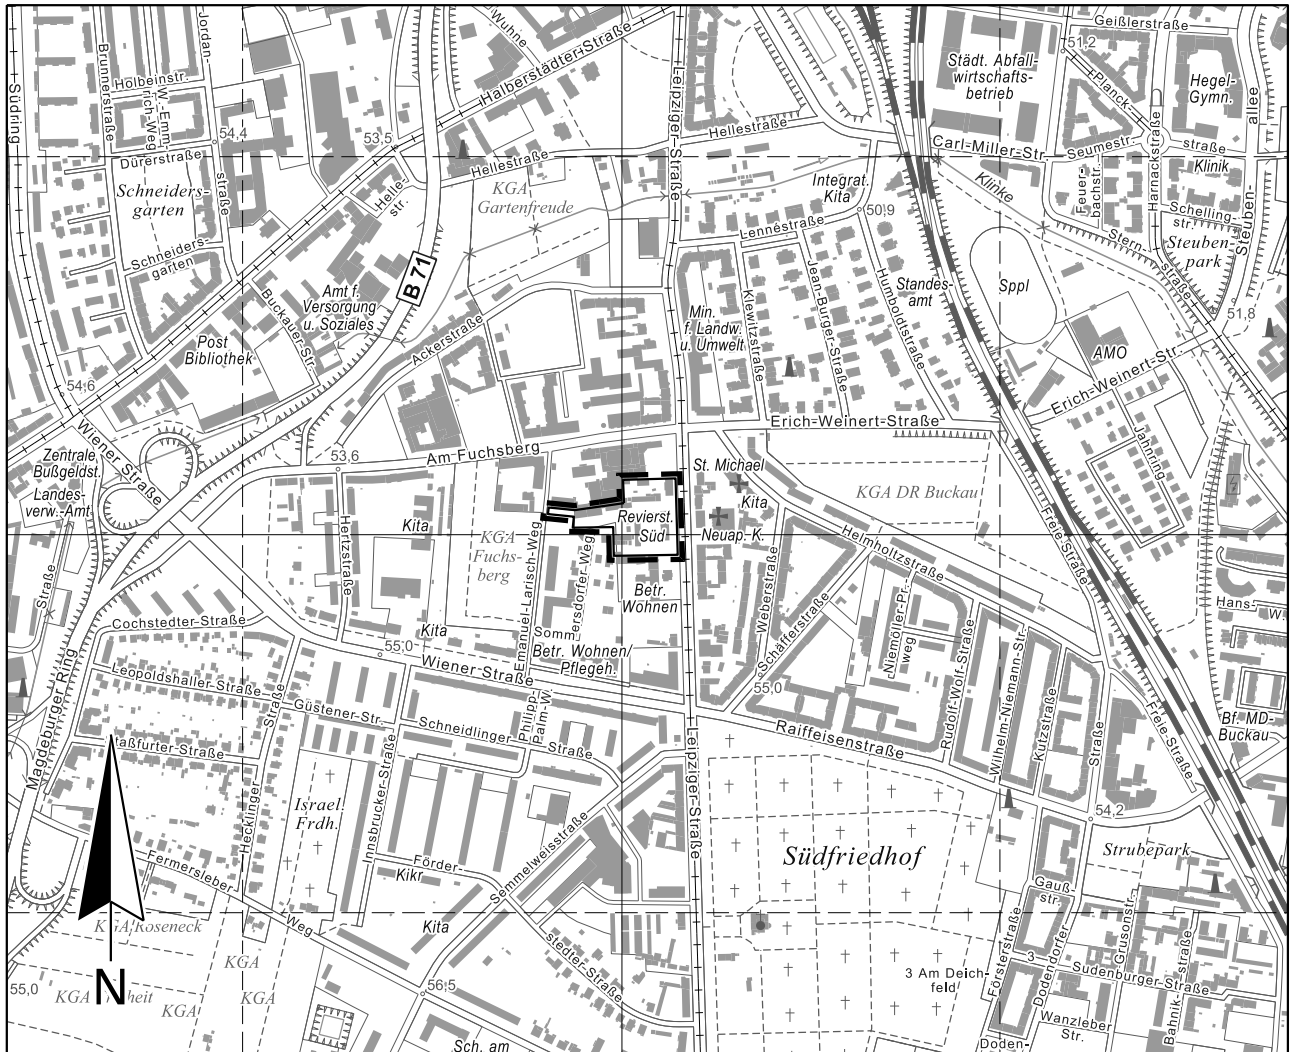 Geißlerstraße
51,2
Städt. Abfall-
wirtschafts-
betrieb
Planck-
straße
Hegel-
Gymn.
Steuben-
allee
Wuhne
Halberstädter-Straße
Leipziger-Straße
Jordan-
straße
Brunnerstraße
Holbeinstr.
W.-Emm
rich-Weg
54,4
Südring
Dürerstraße
53,5
Hellestraße
Hellestraße
Carl-Miller-Str.
Seumestr.
Harnackstraße
Klinik
Schneiders-
garten
Helle-
str.
KGA
Gartenfreude
Integrat.
Kita
50,9
Klinke
Feuer-
bachstr.
Schelling-
str.
Stern-
straße
Steuben-
park
Schneiders-
garten
Lennéstraße
B 71
Amt f.
Versorgung
u. Soziales
Buckauer-Str.
Klewitzstraße
Jean-Burger-Straße
Humboldtstraße
Standes-
amt
Sppl
51,8
Min.
f. Landw.
u. Umwelt
Post
Bibliothek
Ackerstraße
AMO
54,6
Erich-Weinert-Str.
Erich-Weinert-Straße
Wiener Straße
Am-Fuchsberg
53,6
Jahnring
Zentrale
Bußgeldst.
Landes-
verw.-Amt
St. Michael
Kita
KGA DR Buckau
Kita
Hertzstraße
KGA
Fuchs-
berg
Revierst.
Süd
Neuap.-K.
Helmholtzstraße
Freie-Straße
Emanuel-Larisch-Weg
Somm
ersdorfer-Weg
Betr.
Wohnen
Weberstraße
Schäfferstraße
Niemöller-Pr.
weg
Rudolf-Wolf-Straße
Wilhelm-Niemann-Str.
Kutzstraße
Straße
Hans-
W.
Straße
Cochstedter-Straße
Kita
55,0
Wiener Straße
Betr. Wohnen/
Pflegeh.
55,0
Magdeburger Ring
Leopoldshaller-Straße
Güstener-Str.
Schneidlinger
Straße
Philipp-
Palm-W.
Raiffeisenstraße
Freie-Straße
Bf. MD-
Buckau
taßfurter-Straße
Hecklinger
Straße
Innsbrucker-Straße
Leipziger-Straße
Israel.
Frdh.
Semmelweisstraße
54,2
Südfriedhof
Strubepark
Fermersleber
Weg
Förder
Kikr
Kita
stedter-Straße
Gauß-
str.
Försterstraße
Dodendorfer
Grusonstr.
3
Sudenburger-Straße
Bahnik-
straße
KGA Roseneck
KGA
KGA
heit
KGA
KGA
55,0
N
56,5
3 Am Deich-
feld
Wanzleber
Str.
Doden-
Sch. am